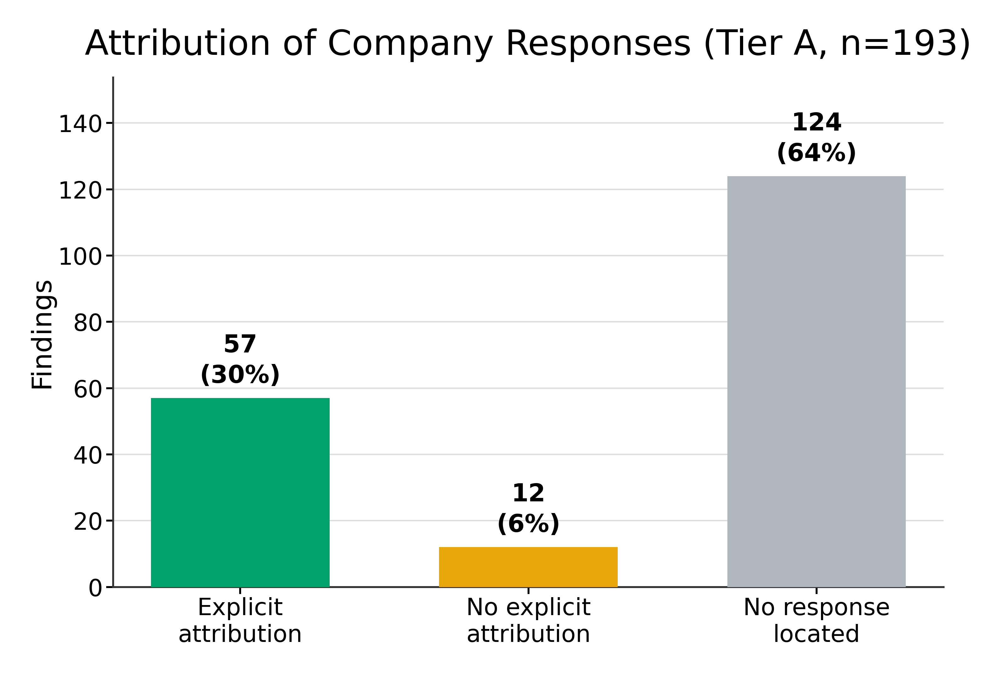 Attribution of Company Responses (Tier A, n=193)
Findings
140
120
100
80
60
40
20
0
57
(30%)
12
(6%)
124
(64%)
Explicit
attribution
No explicit
attribution
No response
located